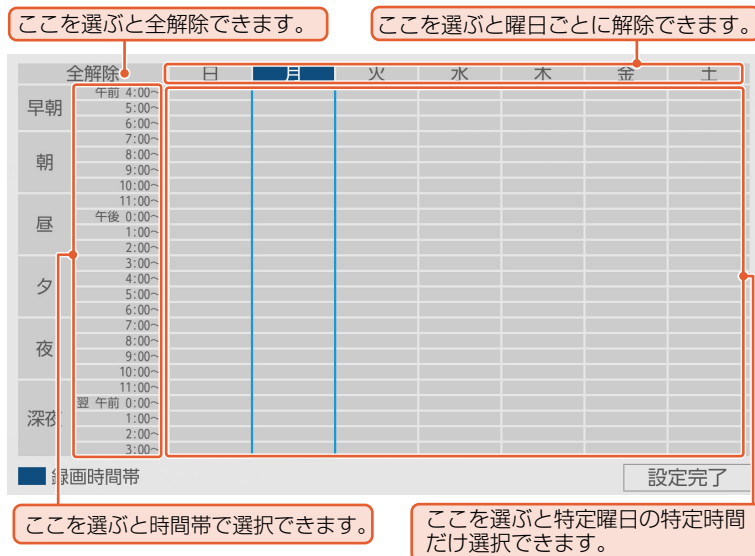 ここを選ぶと全解除できます。
ここを選ぶと曜日ごとに解除できます。
全解除 日 月 火 水 木 金 土
早朝
午前 4:00~
5:00~
6:00~
朝
7:00~
8:00~
9:00~
10:00~
昼
11:00~
午後 0:00~
1:00~
2:00~
夕
3:00~
4:00~
5:00~
6:00~
夜
7:00~
8:00~
9:00~
10:00~
深夜
11:00~
翌 午前 0:00~
1:00~
2:00~
3:00~
録画時間帯
設定完了
ここを選ぶと時間帯で選択できます。
ここを選ぶと特定曜日の特定時間
だけ選択できます。